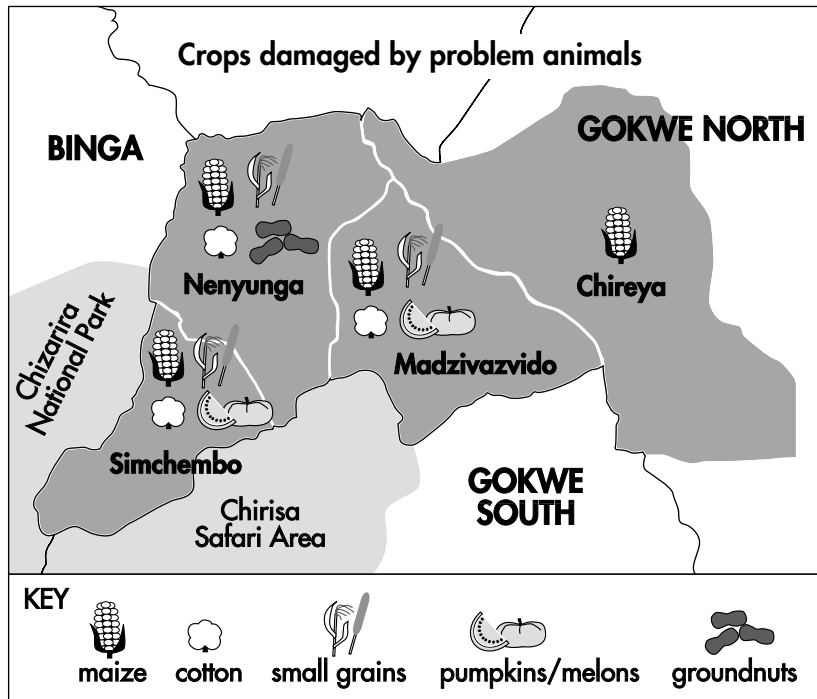 Crops damaged by problem animals
BINGA
GOKWE NORTH
Nenyunga
Chireya
Chizarira
National Park
Madzivazvido
Simchembo
Chirisa
Safari Area
GOKWE
SOUTH
KEY
maize
cotton
small grains
pumpkins/melons
groundnuts